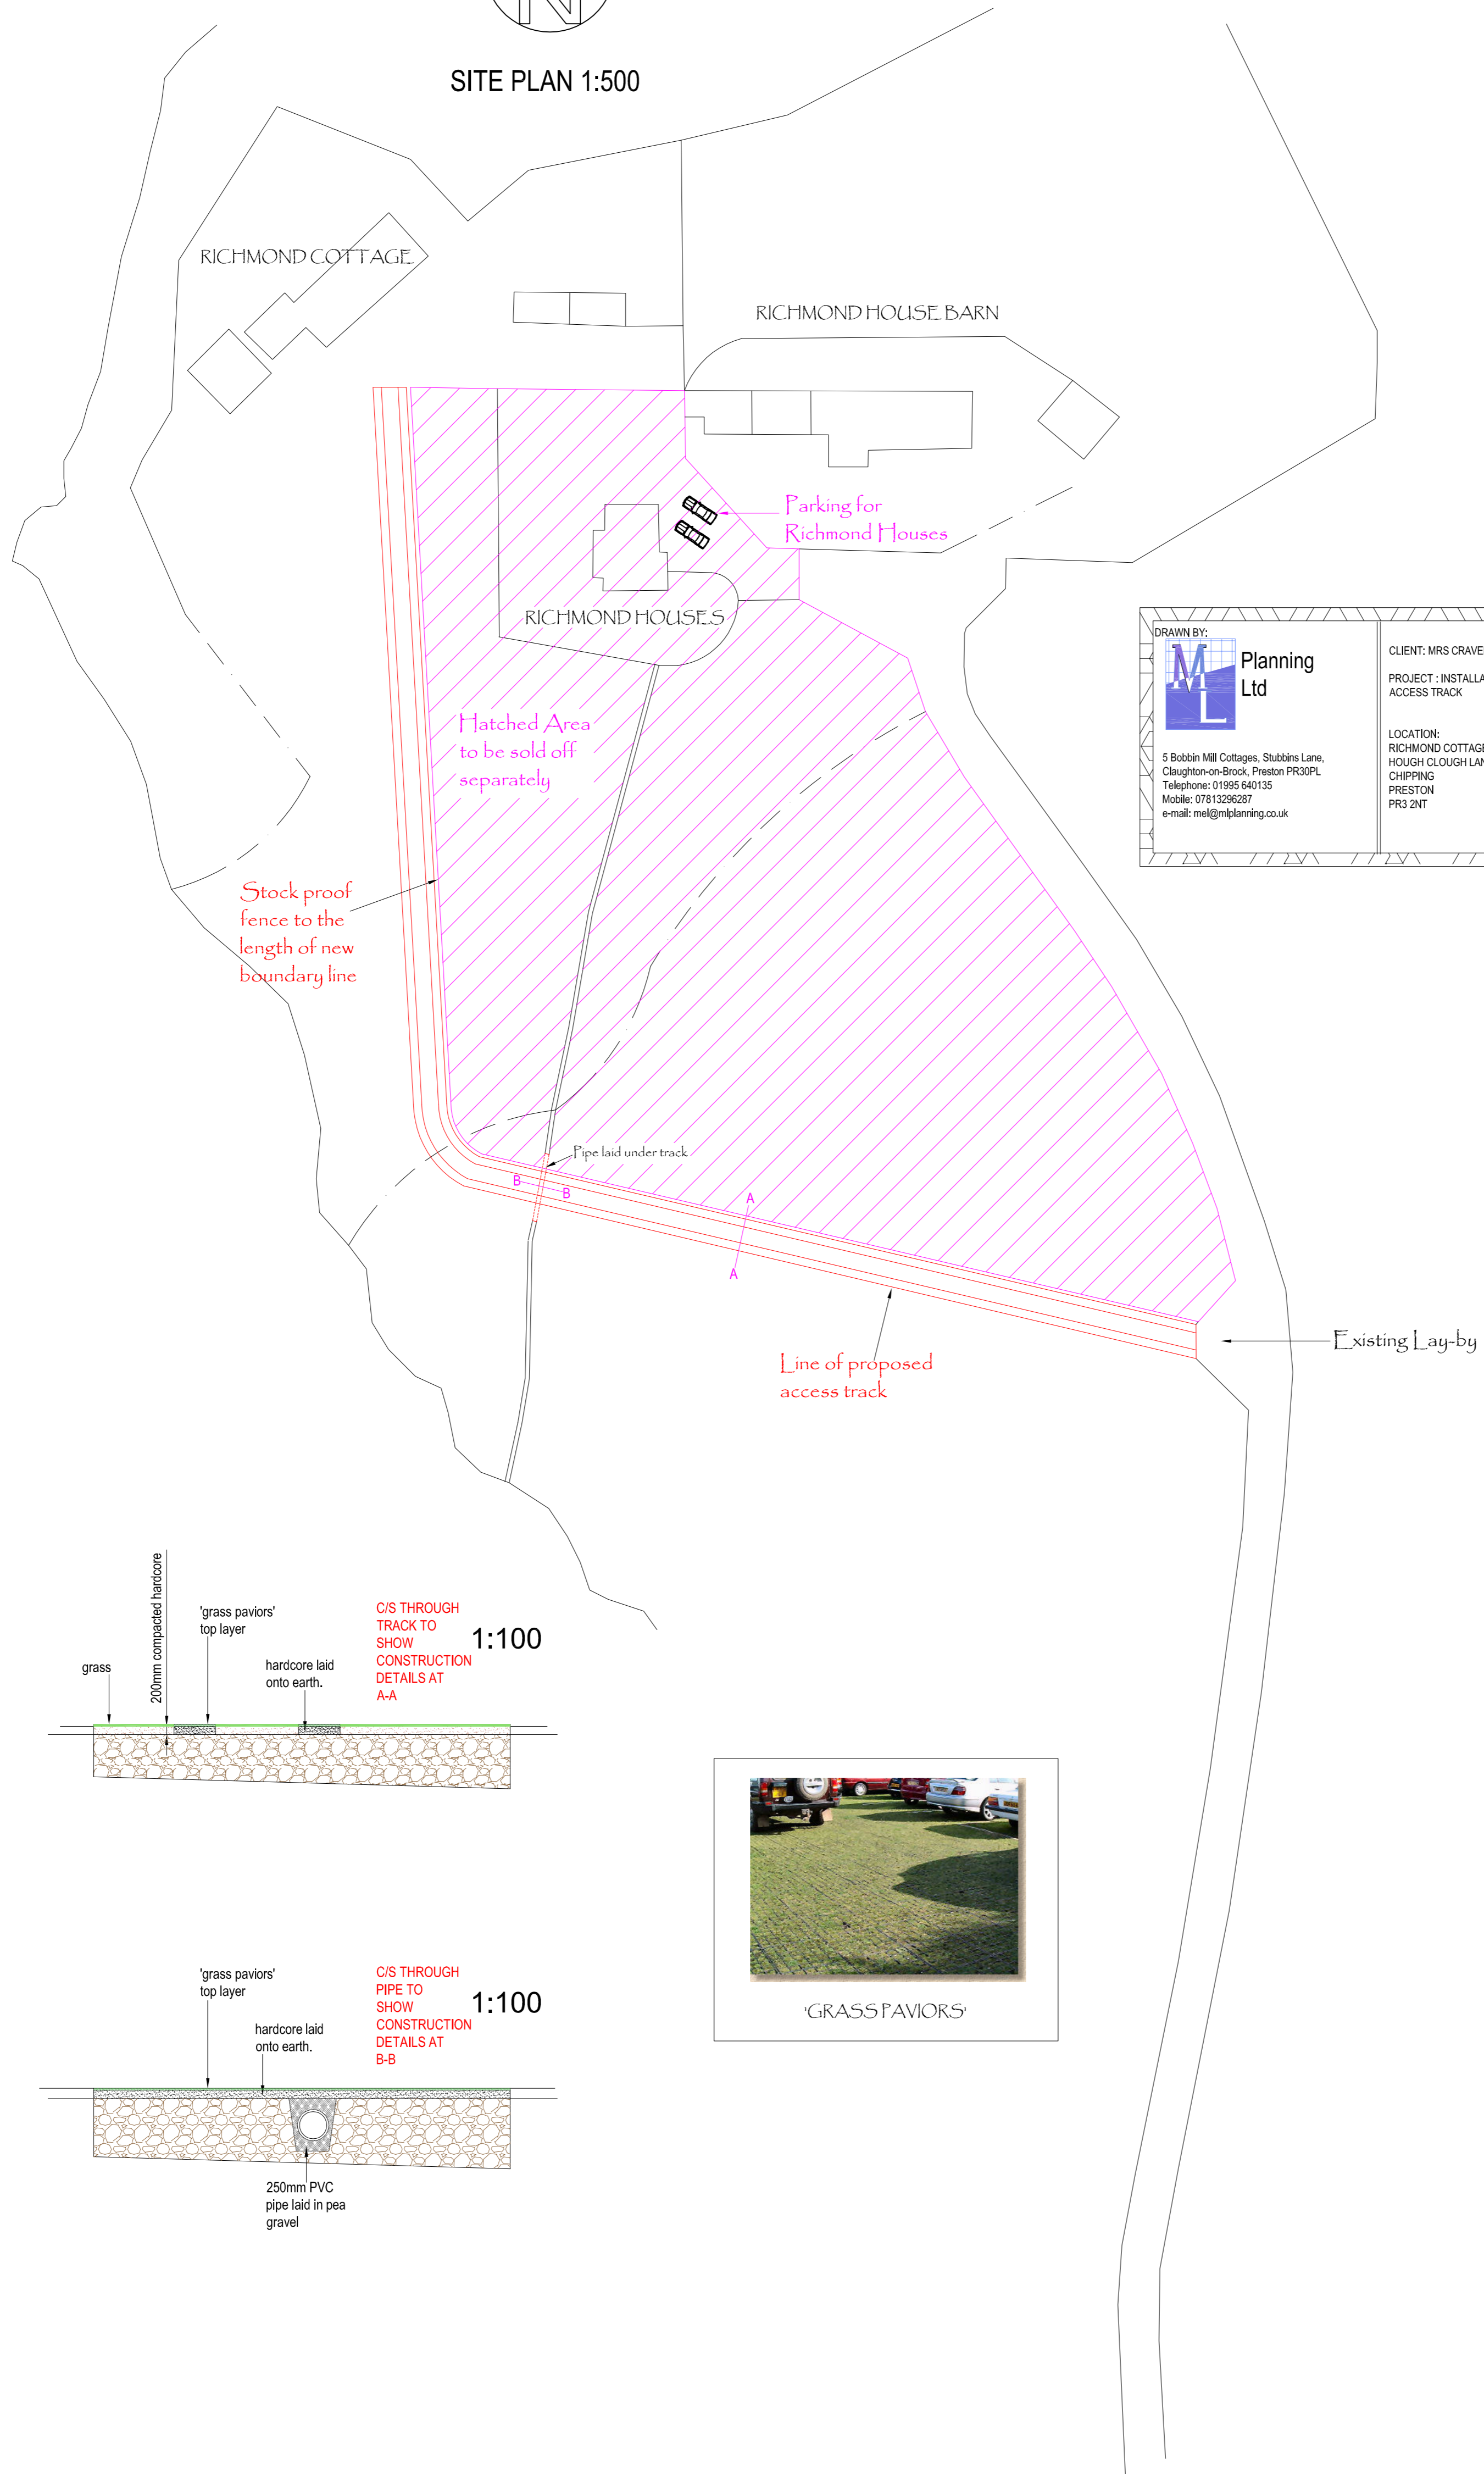 N
SITE PLAN 1:500
RICHMOND COTTAGE
RICHMOND HOUSE BARN
Parking for
Richmond Houses
RICHMOND HOUSES
DRAWN BY:
ML
Planning
Ltd
5 Bobbin Mill Cottages, Stubbins Lane,
Claughton-on-Brock, Preston PR30PL
Telephone: 01995 640135
Mobile: 07813296287
e-mail: mel@mlplanning.co.uk
CLIENT: MRS
PROJECT :
ACCESS TRACK
LOCATION:
RICHMOND
HOUGH CLOUGH
CHIPPING
PRESTON
PR3 2NT
Hatched Area
to be sold off
separately
Stock proof
fence to the
length of new
boundary line
Pipe laid under track
B
B
A
A
Existing Lay-by
Line of proposed
access track
200mm compacted hardcore
'grass paviors'
top layer
grass
hardcore laid
onto earth.
C/S THROUGH
TRACK TO
SHOW
CONSTRUCTION
DETAILS AT
A-A
1:100
'grass paviors'
top layer
hardcore laid
onto earth.
C/S THROUGH
PIPE TO
SHOW
CONSTRUCTION
DETAILS AT
B-B
1:100
250mm PVC
pipe laid in pea
gravel
'GRASS PAVIORS'